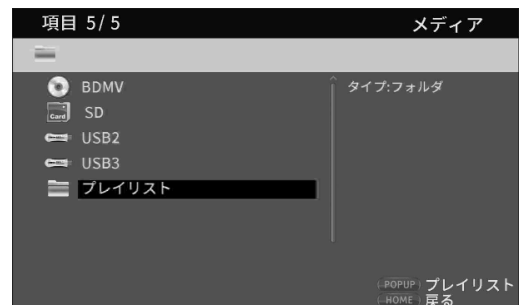 項目 5/5
メディア
BDMV
タイプ:フォルダ
Card
SD
USB2
USB3
プレイリスト
POPUP プレイリスト
HOME 戻る